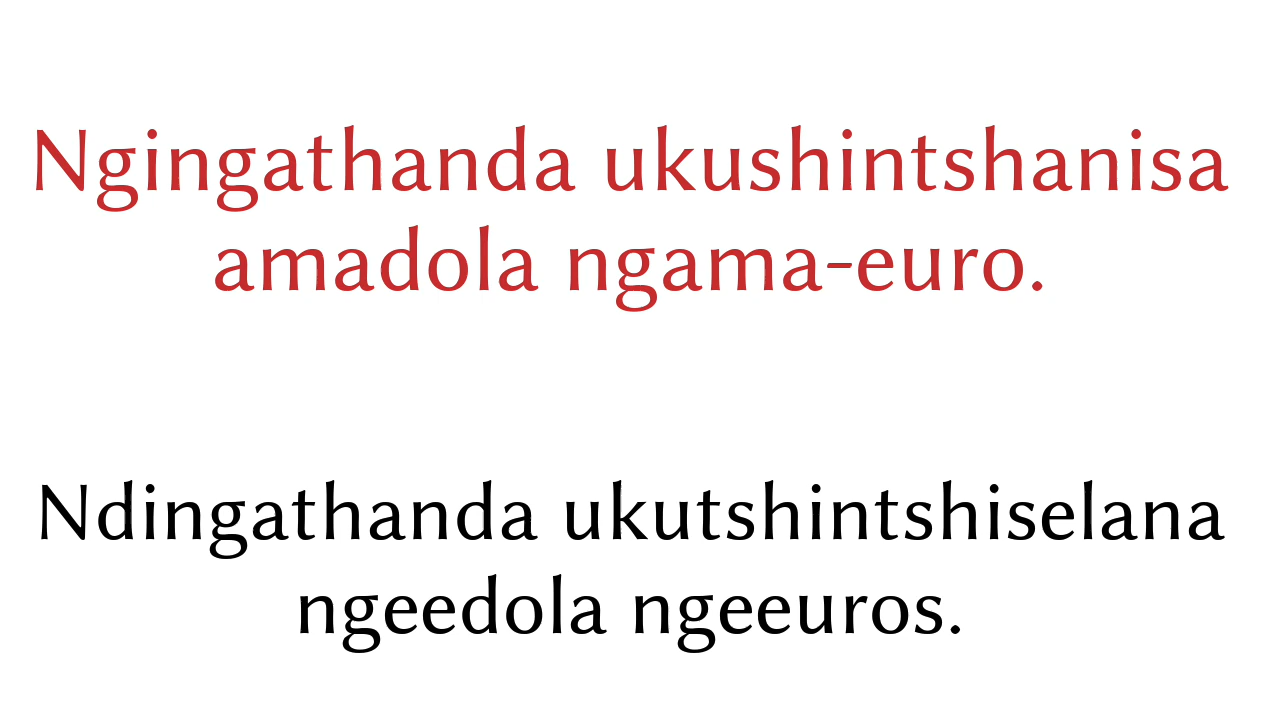 Ngingathanda ukushintshanisa
amadola ngama-euro.
Ndingathanda ukutshintshiselana
ngeedola ngeeuros.